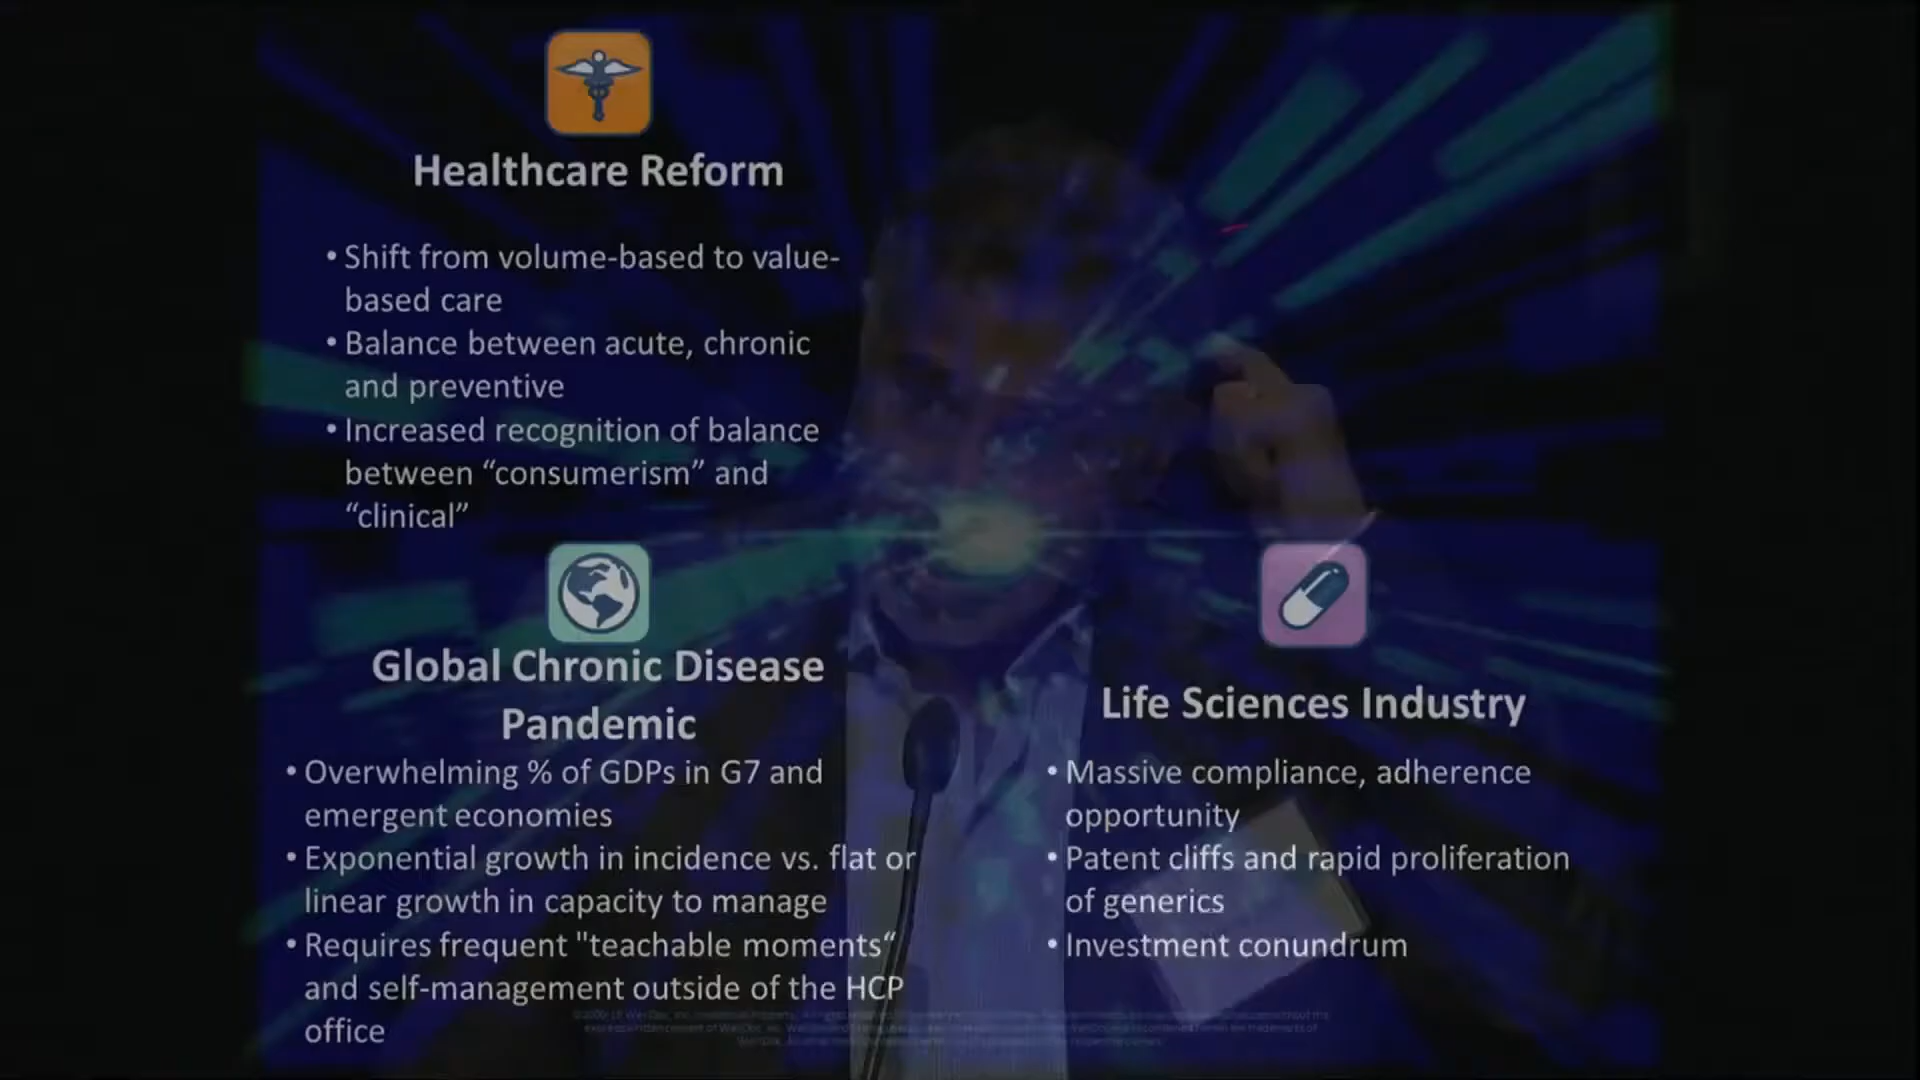 Healthcare Reform
• Shift from volume-based to value-
based care
• Balance between acute, chronic
and preventive
• Increased recognition of balance
between “consumerism” and
“clinical”
Global Chronic Disease
Pandemic
• Overwhelming % of GDPs in G7 and
emergent economies
• Exponential growth in incidence vs. flat or
linear growth in capacity to manage
• Requires frequent "teachable moments“
and self-management outside of the HCP
office
Life Sciences Industry
• Massive compliance, adherence
opportunity
• Patent cliffs and rapid proliferation
of generics
• Investment conundrum